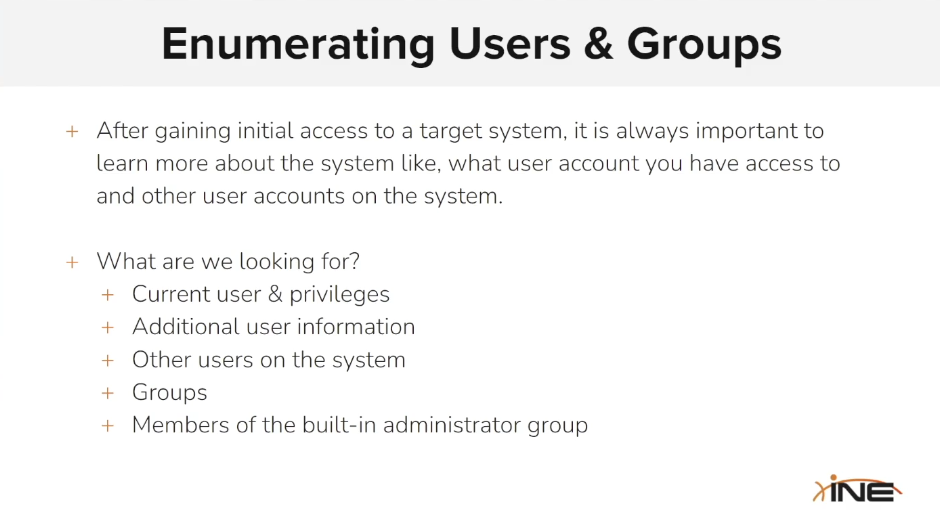 Enumerating Users & Groups
+ After gaining initial access to a target system, it is always important to
learn more about the system like, what user account you have access to
and other user accounts on the system.
+ What are we looking for?
+ Current user & privileges
+ Additional user information
+ Other users on the system
+ Groups
+ Members of the built-in administrator group
INE